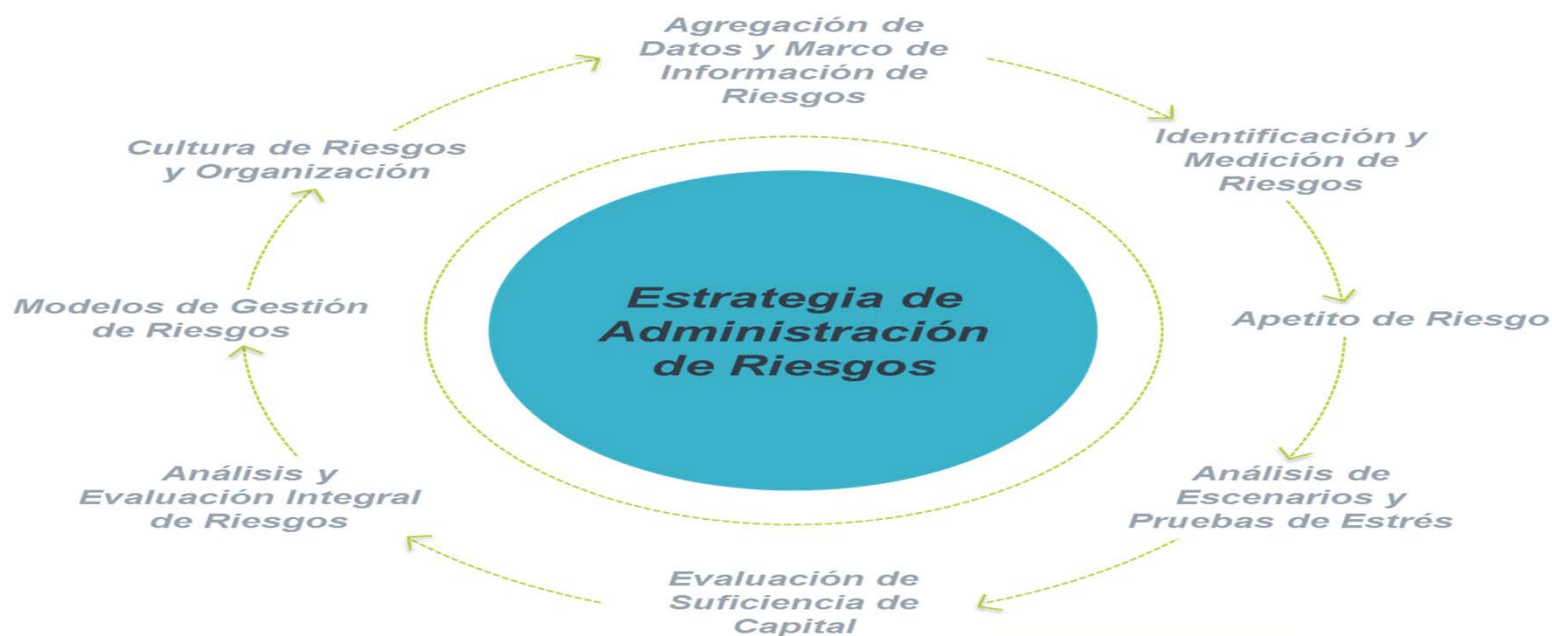 Agregación de
Datos y Marco de
Información de
Riesgos
Identificación y
Medición de
Riesgos
Apetito de Riesgo
Análisis de
Escenarios y
Pruebas de Estrés
Evaluación de
Suficiencia de
Capital
Análisis y
Evaluación Integral
de Riesgos
Modelos de Gestión
de Riesgos
Cultura de Riesgos
y Organización
Estrategia de
Administración
de Riesgos